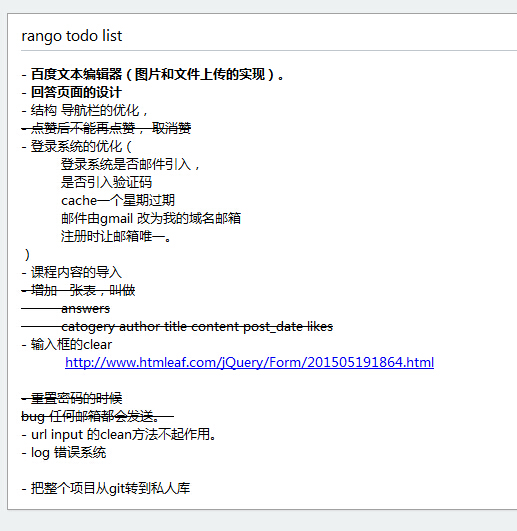 rango todo list
- 百度文本编辑器（图片和文件上传的实现）。
- 回答页面的设计
- 结构 导航栏的优化，
- 点赞后不能再点赞， 取消赞
- 登录系统的优化（
登录系统是否邮件引入，
是否引入验证码
cache一个星期过期
邮件由gmail 改为我的域名邮箱
注册时让邮箱唯一。
）
- 课程内容的导入
- 增加一张表，叫做
answers
catogery author title content post_date likes
- 输入框的clear
http://www.htmleaf.com/jQuery/Form/201505191864.html
- 重置密码的时候
bug 任何邮箱都会发送。
- url input 的clean方法不起作用。
- log 错误系统
- 把整个项目从git转到私人库